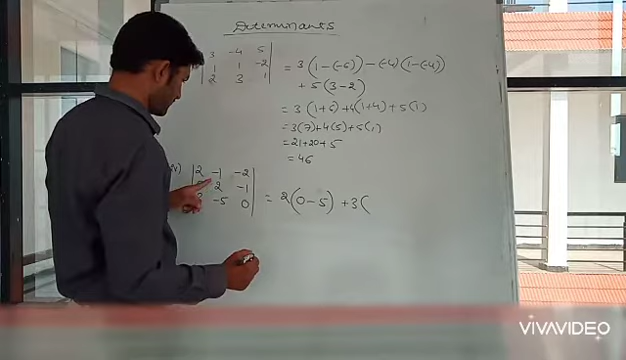 Determinants
3 -4 5
1 1 -2
2 3 1
= 3(1-(-6)) -(-4)(1-(-4))
+ 5(3-2)
= 3(1+6)+4(1+4)+5(1)
= 3(7)+4(5)+5(1)
= 21+20+5
= 46
2 -1 -2
2 -1
-5 0
= 2(0-5) +3(
VIVAVIDEO